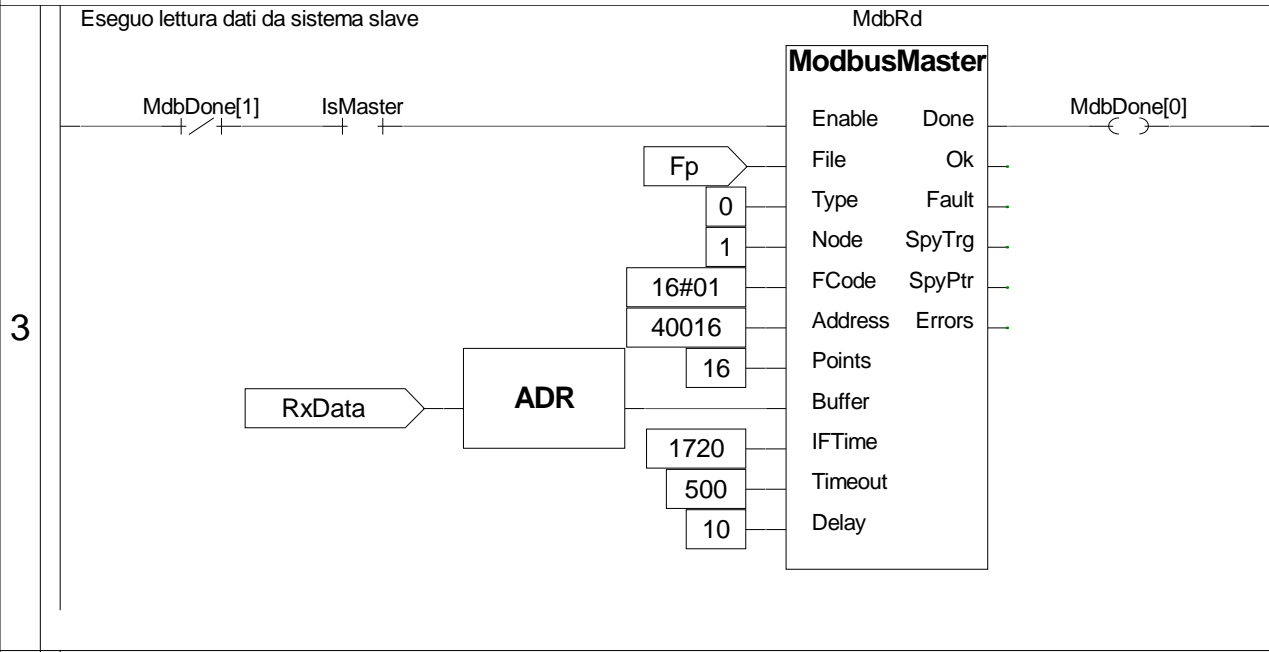 Eseguo lettura dati da sistema slave
MdbRd
ModbusMaster
MdbDone[1] IsMaster Enable Done MdbDone[0]
Fp File Ok
0 Type Fault
1 Node SpyTrg
16#01 FCode SpyPtr
3 40016 Address Errors
16 Points
RxData ADR Buffer
1720 IFTime
500 Timeout
10 Delay